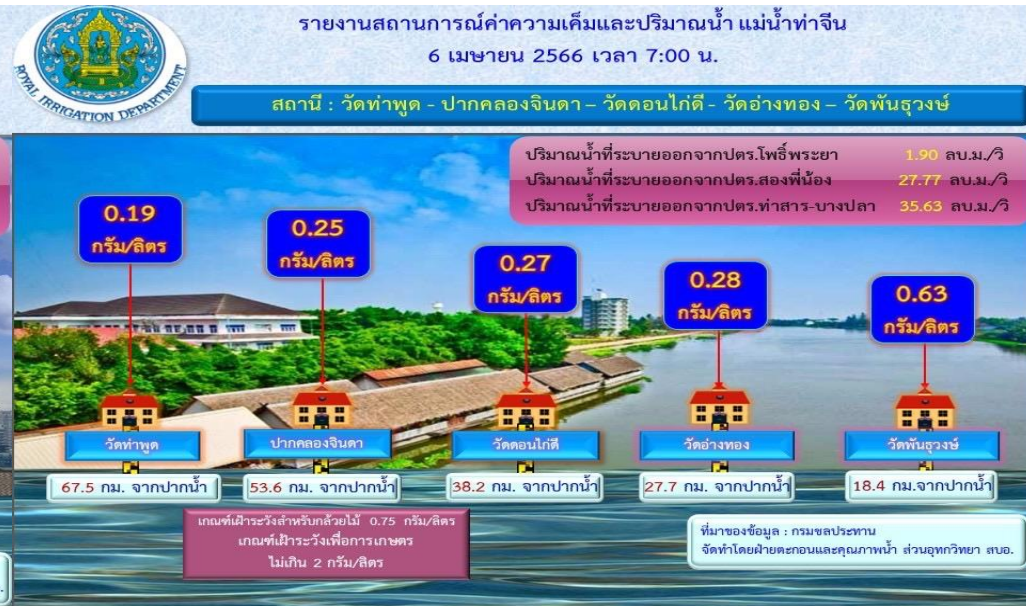 รายงานสถานการณ์ค่าความเค็มและปริมาณน้ำ แม่น้ำท่าจีน
6 เมษายน 2566 เวลา 7:00 น.
ROYAL IRRIGATION DEPARTMENT
สถานี : วัดท่าพูด - ปากคลองจินดา – วัดดอนไก่ดี - วัดอ่างทอง – วัดพันธุวงษ์
ปริมาณน้ำที่ระบายออกจากปตร.โพธิ์พระยา 1.90 ลบ.ม./วิ
ปริมาณน้ำที่ระบายออกจากปตร.สองพี่น้อง 27.77 ลบ.ม./วิ
ปริมาณน้ำที่ระบายออกจากปตร.ท่าสาร-บางปลา 35.63 ลบ.ม./วิ
0.19
กรัม/ลิตร
0.25
กรัม/ลิตร
0.27
กรัม/ลิตร
0.28
กรัม/ลิตร
0.63
กรัม/ลิตร
วัดท่าพูด
ปากคลองจินดา
วัดดอนไก่ดี
วัดอ่างทอง
วัดพันธุวงษ์
67.5 กม. จากปากน้ำ
53.6 กม. จากปากน้ำ
38.2 กม. จากปากน้ำ
27.7 กม. จากปากน้ำ
18.4 กม.จากปากน้ำ
เกณฑ์เฝ้าระวังสำหรับกล้วยไม้ 0.75 กรัม/ลิตร
เกณฑ์เฝ้าระวังเพื่อการเกษตร
ไม่เกิน 2 กรัม/ลิตร
ที่มาของข้อมูล : กรมชลประทาน
จัดทำโดยฝ่ายตะกอนและคุณภาพน้ำ ส่วนอุทกวิทยา สบอ.